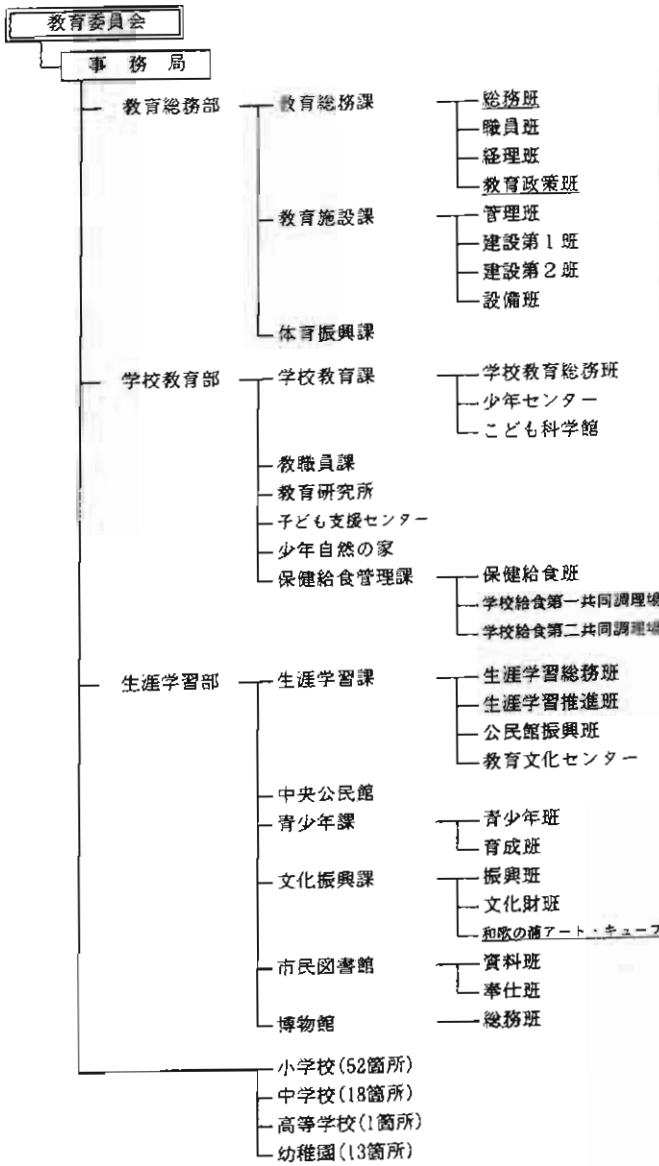 教育委員会
事務局
教育総務部 教育総務課 総務班
職員班
経理班
教育政策班
教育施設課 管理班
建設第1班
建設第2班
設備班
体育振興課
学校教育部 学校教育課 学校教育総務班
少年センター
こども科学館
教職員課
教育研究所
子ども支援センター
少年自然の家
保健給食管理課 保健給食班
学校給食第一共同調理場
学校給食第二共同調理場
生涯学習部 生涯学習課 生涯学習総務班
生涯学習推進班
公民館振興班
教育文化センター
中央公民館
青少年課 青少年班
育成班
文化振興課 振興班
文化財班
和歌の浦アート・キューブ
市民図書館 資料班
奉仕班
博物館 総務班
小学校(52箇所)
中学校(18箇所)
高等学校(1箇所)
幼稚園(13箇所)